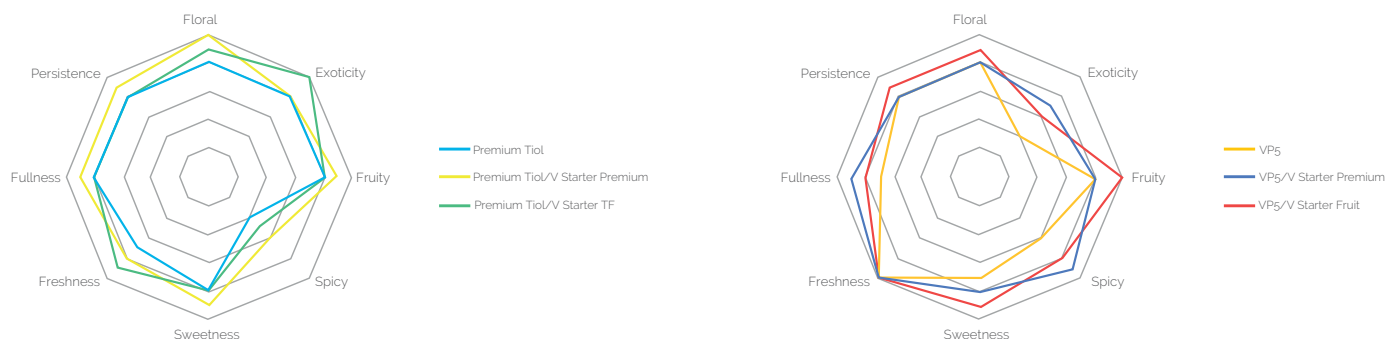 Floral
Persistence
Exoticity
Fullness
Fruity
Freshness
Spicy
Sweetness
Premium Tiol
Premium Tiol/V Starter Premium
Premium Tiol/V Starter TF
Floral
Persistence
Exoticity
Fullness
Fruity
Freshness
Spicy
Sweetness
VP5
VP5/V Starter Premium
VP5/V Starter Fruit